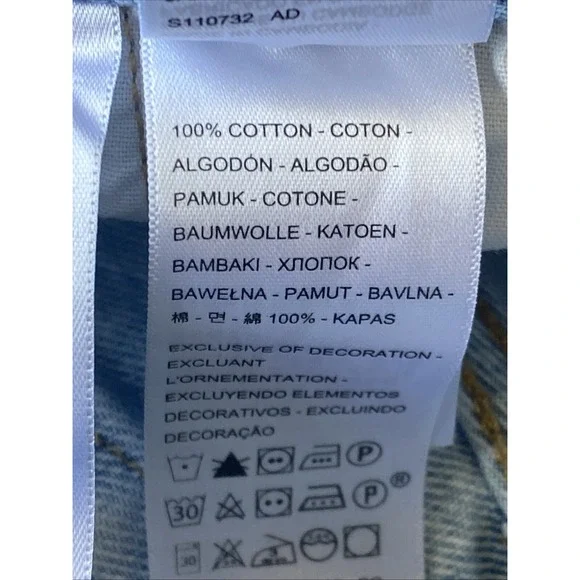 S110732 AD
100% COTTON - COTON -
ALGODÓN - ALGODÃO -
PAMUK - COTONE -
BAUMWOLLE - KATOEN -
BAMBAKI - ХЛОПОК -
BAWEŁNA - PAMUT - BAVLNA -
棉 - 면 - 綿 100% - KAPAS
EXCLUSIVE OF DECORATION -
EXCLUANT
L'ORNEMENTATION -
EXCLUYENDO ELEMENTOS
DECORATIVOS - EXCLUINDO
DECORAÇÃO
P
30 P ®
30